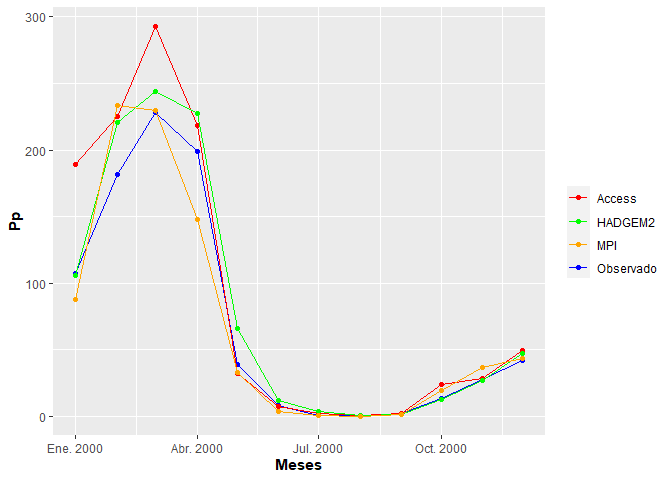 300
200
100
0
Pp
Ene. 2000
Abr. 2000
Jul. 2000
Oct. 2000
Meses
Access
HADGEM2
MPI
Observado